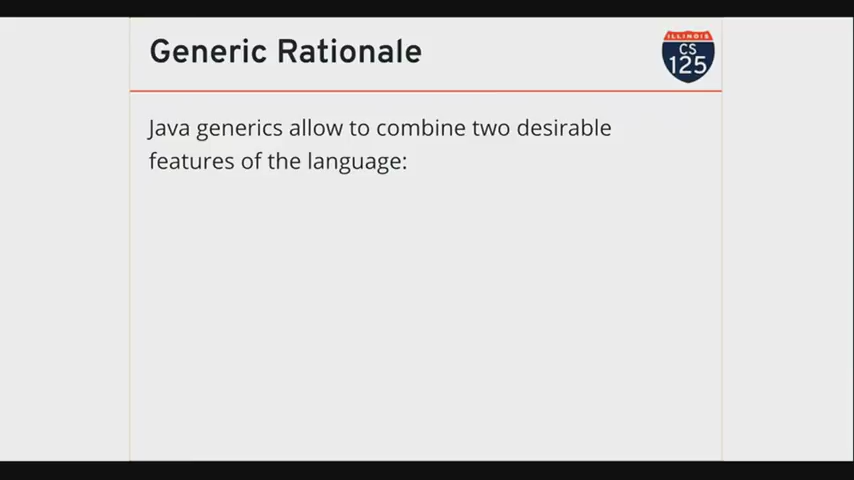 Generic Rationale
ILLINOIS
CS
125
Java generics allow to combine two desirable
features of the language: